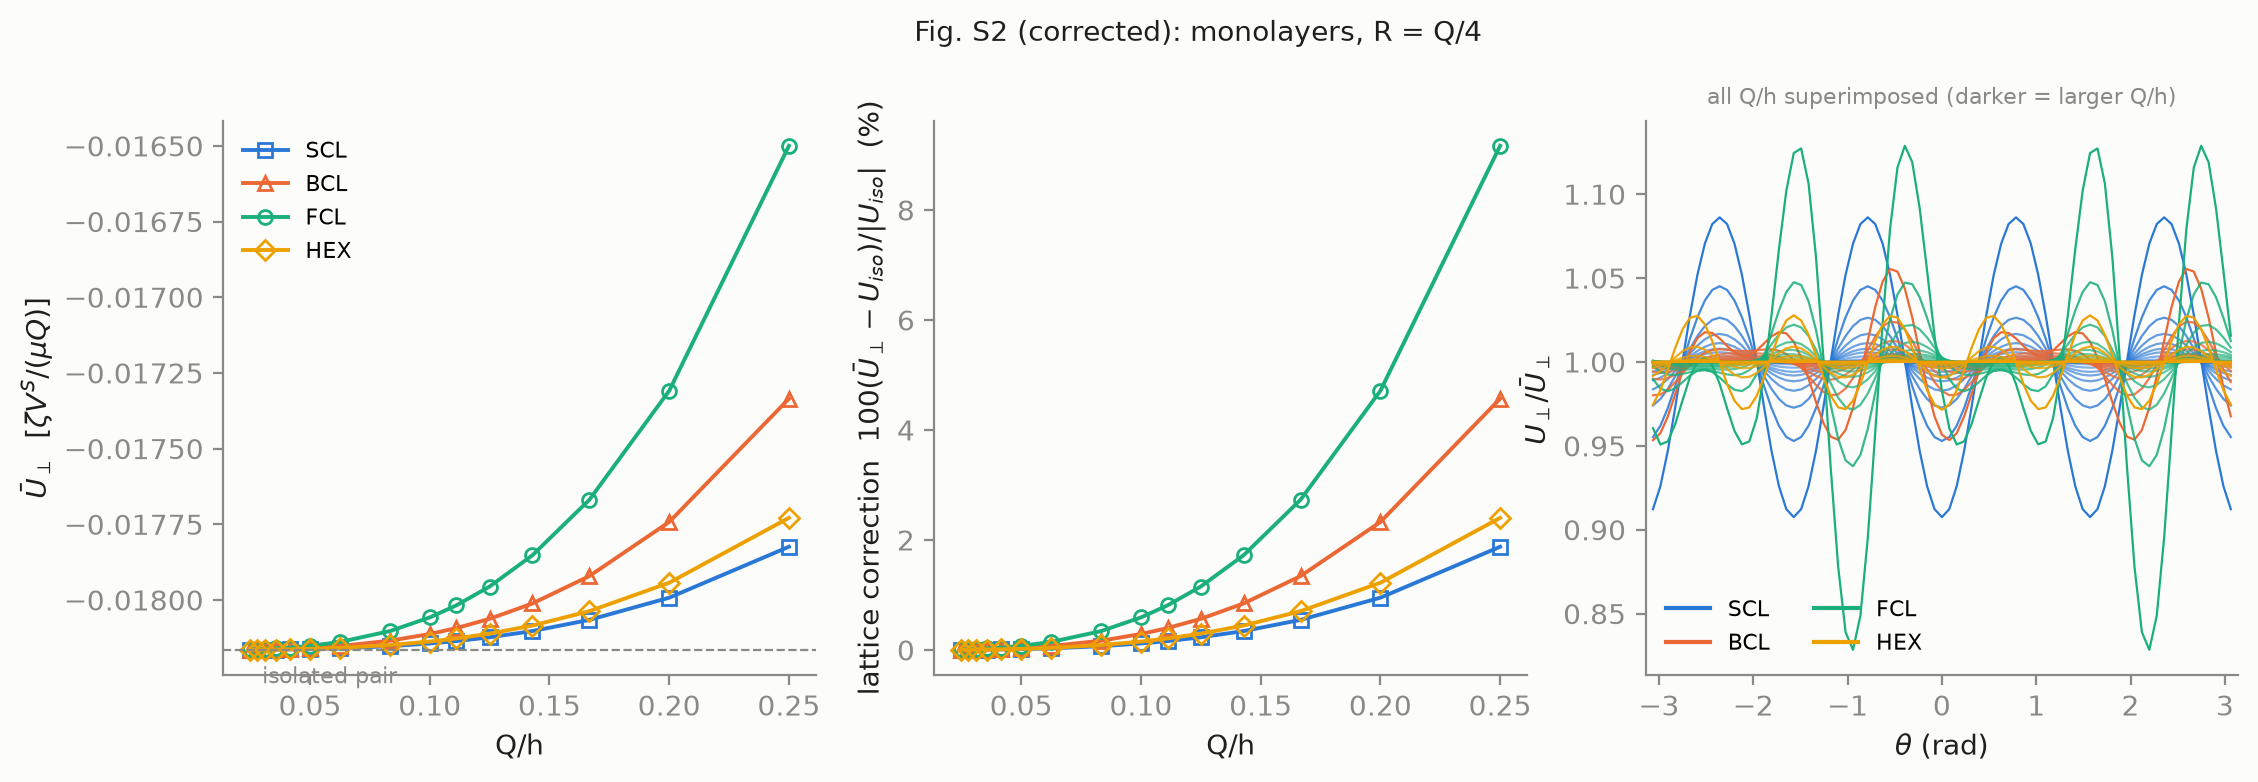 Fig. S2 (corrected): monolayers, R = Q/4
Ū⊥ [ζV^S/(μQ)]
−0.01650
−0.01675
−0.01700
−0.01725
−0.01750
−0.01775
−0.01800
SCL
BCL
FCL
HEX
isolated pair
0.05
0.10
0.15
0.20
0.25
Q/h
lattice correction 100(Ū⊥ − U_iso)/|U_iso| (%)
8
6
4
2
0
0.05
0.10
0.15
0.20
0.25
Q/h
all Q/h superimposed (darker = larger Q/h)
U⊥/Ū⊥
1.10
1.05
1.00
0.95
0.90
0.85
SCL
BCL
FCL
HEX
−3
−2
−1
0
1
2
3
θ (rad)